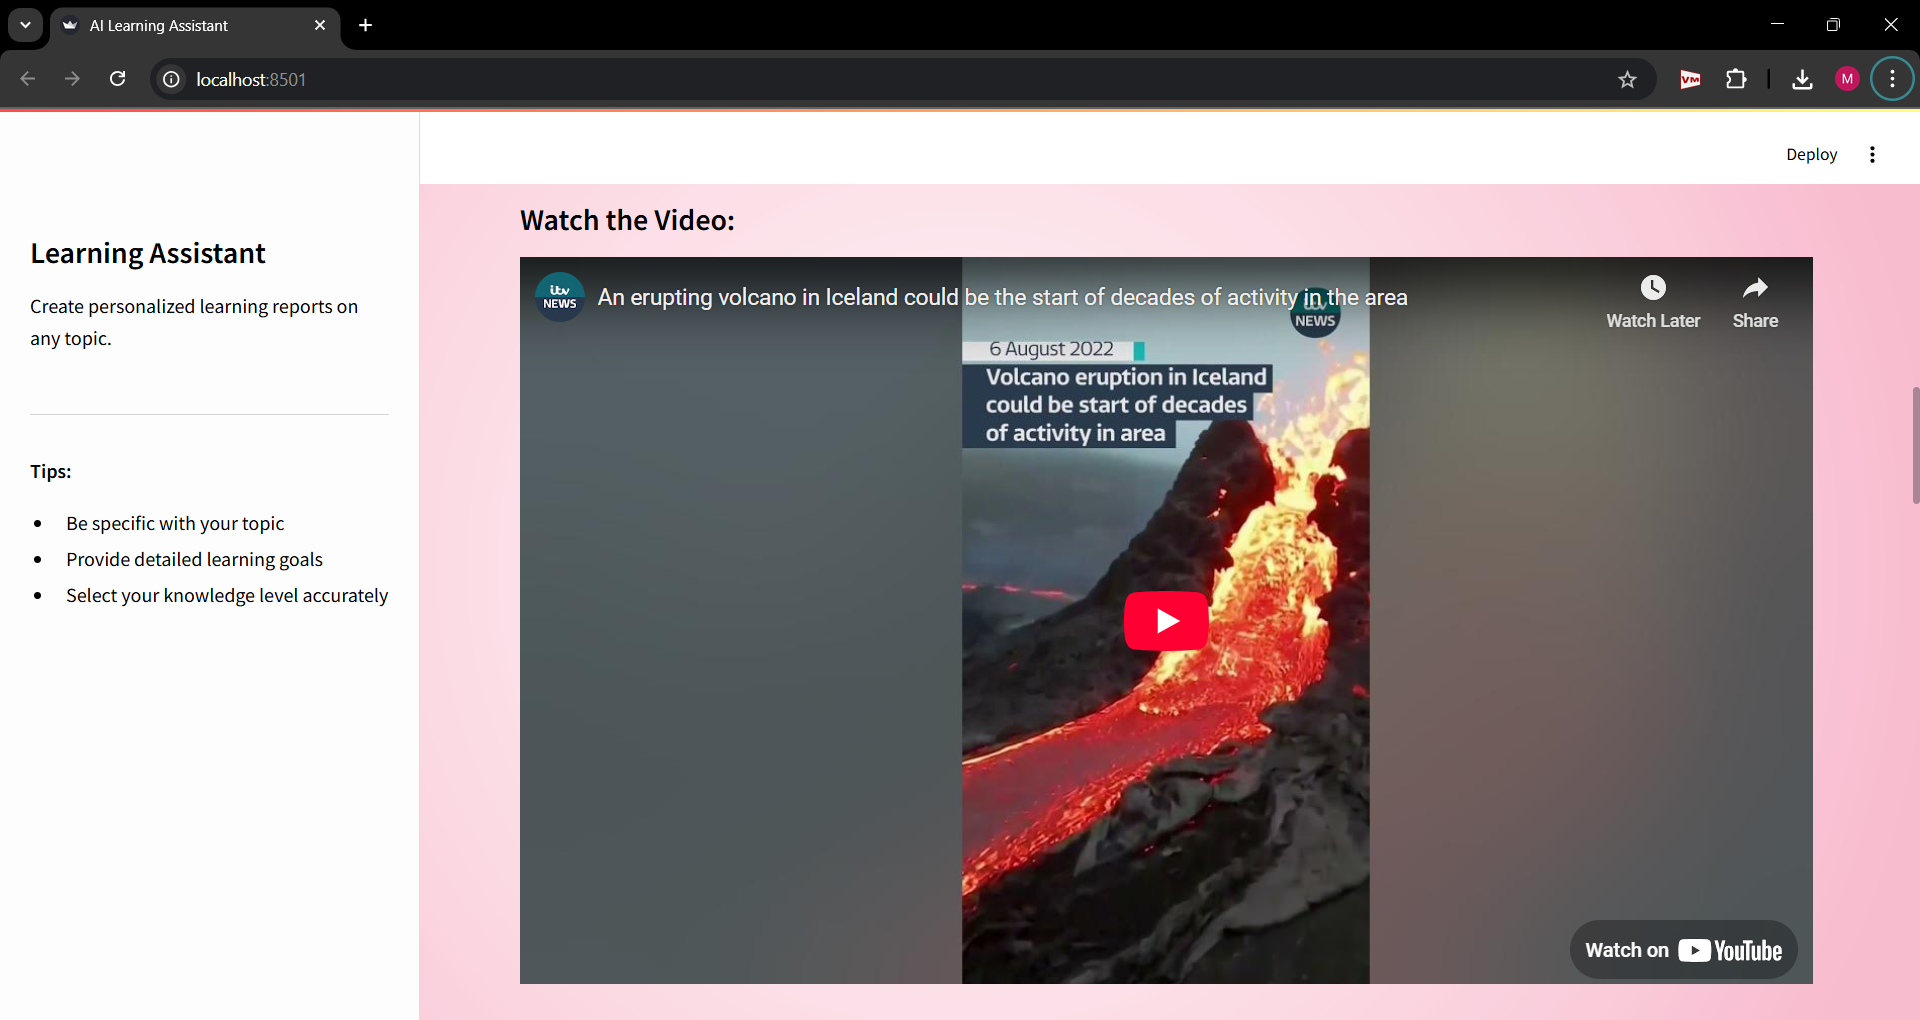 AI Learning Assistant
localhost:8501
VM
M
Deploy
Learning Assistant
Create personalized learning reports on
any topic.
Tips:
Be specific with your topic
Provide detailed learning goals
Select your knowledge level accurately
Watch the Video:
itv
NEWS
An erupting volcano in Iceland could be the start of decades of activity in the area
Watch Later
Share
itv
NEWS
6 August 2022
Volcano eruption in Iceland
could be start of decades
of activity in area
Watch on YouTube